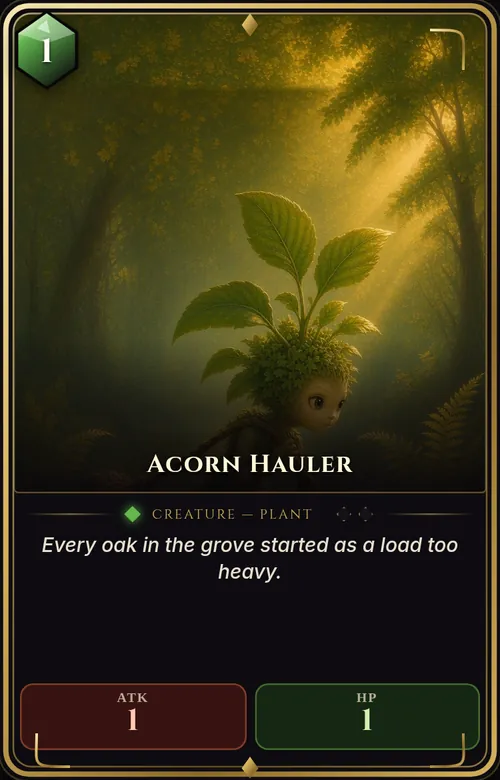 1
Acorn Hauler
CREATURE — PLANT
Every oak in the grove started as a load too
heavy.
ATK
1
HP
1